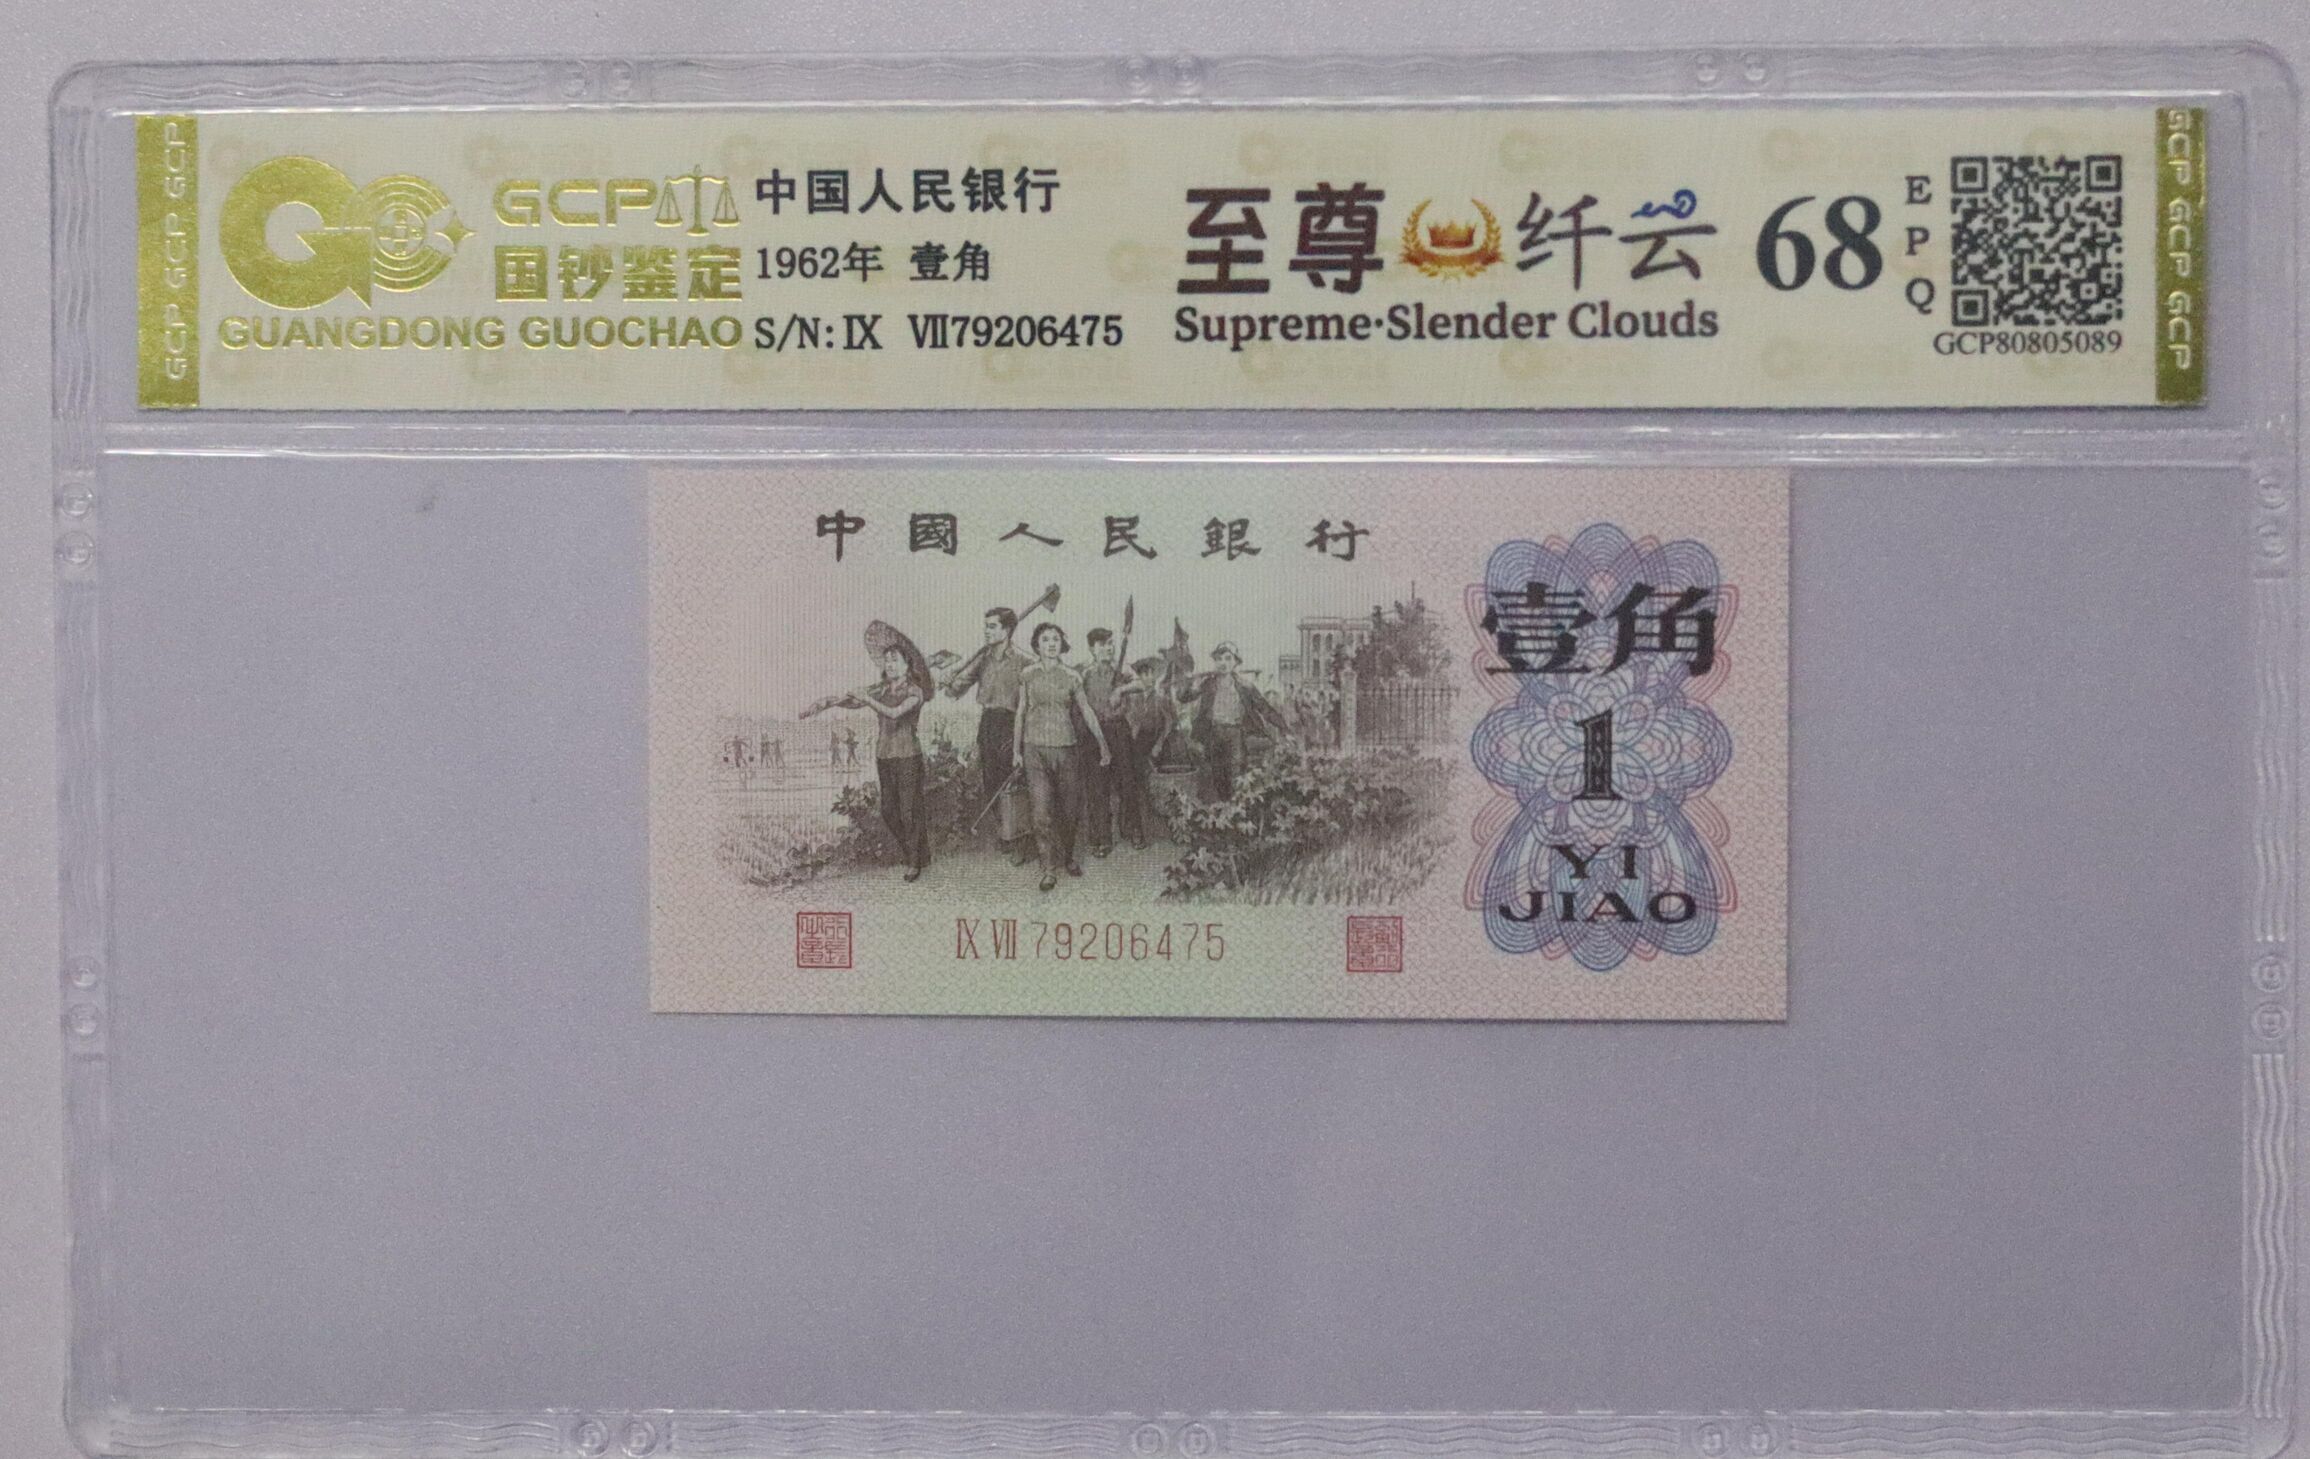 GCP GCP GCP
GCP
国钞鉴定
GUANGDONG GUOCHAO
中国人民银行
1962年 壹角
S/N: Ⅸ Ⅶ79206475
至尊 纤云
Supreme·Slender Clouds
68
E
P
Q
GCP80805089
GCP GCP GCP
中國人民銀行
壹角
1
YI
JIAO
Ⅸ Ⅶ 79206475